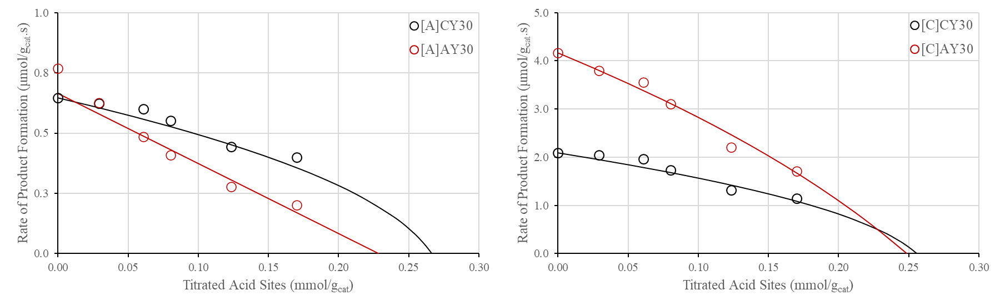 Rate of Product Formation (µmol/gcat.s)
1.0
0.8
0.5
0.3
0.0
0.00 0.05 0.10 0.15 0.20 0.25 0.30
Titrated Acid Sites (mmol/gcat)
[A]CY30
[A]AY30
Rate of Product Formation (µmol/gcat.s)
5.0
4.0
3.0
2.0
1.0
0.0
0.00 0.05 0.10 0.15 0.20 0.25 0.30
Titrated Acid Sites (mmol/gcat)
[C]CY30
[C]AY30